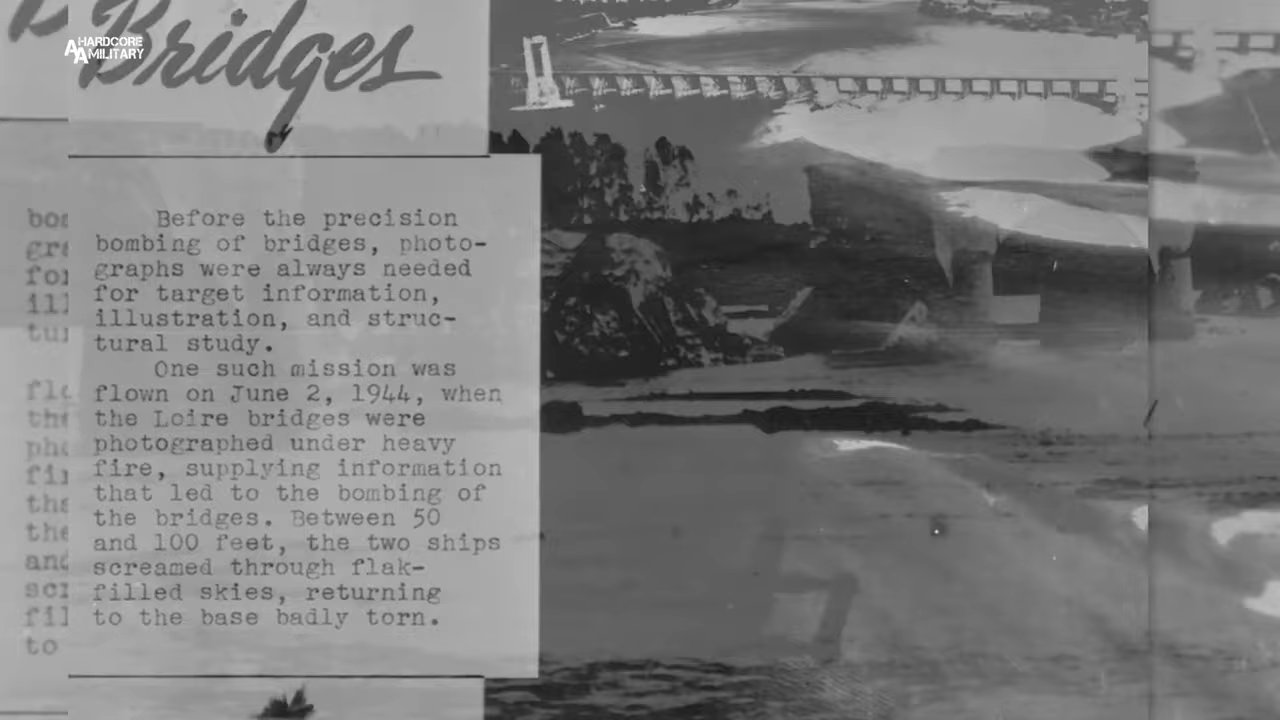 HARDCORE
AA MILITARY
Bridges
Before the precision
bombing of bridges, photo-
graphs were always needed
for target information,
illustration, and struc-
tural study.
One such mission was
flown on June 2, 1944, when
the Loire bridges were
photographed under heavy
fire, supplying information
that led to the bombing of
the bridges. Between 50
and 100 feet, the two ships
screamed through flak-
filled skies, returning
to the base badly torn.